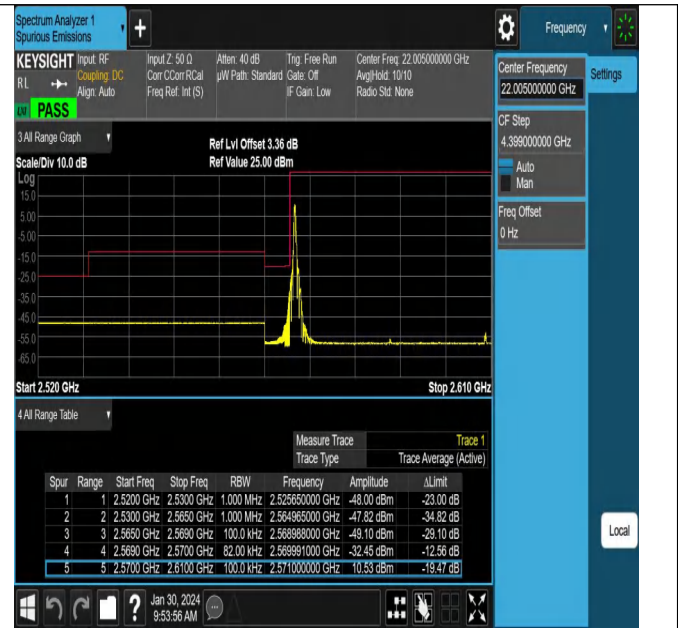 Spectrum Analyzer 1
Spurious Emissions
Frequency
KEYSIGHT
RL
Input: RF
Coupling: DC
Align: Auto
Input Z: 50 Ω
Corr CCorr RCal
Freq Ref: Int (S)
Atten: 40 dB
µW Path: Standard
Trig: Free Run
Gate: Off
IF Gain: Low
Center Freq: 22.005000000 GHz
Avg|Hold: 10/10
Radio Std: None
PASS
3 All Range Graph
Scale/Div 10.0 dB
Ref Lvl Offset 3.36 dB
Ref Value 25.00 dBm
Log
15.0
5.00
-5.00
-15.0
-25.0
-35.0
-45.0
-55.0
-65.0
Start 2.520 GHz
Stop 2.610 GHz
4 All Range Table
Measure Trace Trace 1
Trace Type Trace Average (Active)
Spur Range Start Freq Stop Freq RBW Frequency Amplitude ΔLimit
1 1 2.5200 GHz 2.5300 GHz 1.000 MHz 2.525650000 GHz -48.00 dBm -23.00 dB
2 2 2.5300 GHz 2.5650 GHz 1.000 MHz 2.564965000 GHz -47.82 dBm -34.82 dB
3 3 2.5650 GHz 2.5690 GHz 100.0 kHz 2.568988000 GHz -49.10 dBm -29.10 dB
4 4 2.5690 GHz 2.5700 GHz 82.00 kHz 2.569991000 GHz -32.45 dBm -12.56 dB
5 5 2.5700 GHz 2.6100 GHz 100.0 kHz 2.571000000 GHz 10.53 dBm -19.47 dB
Jan 30, 2024
9:53:56 AM
Center Frequency
22.005000000 GHz
Settings
CF Step
4.399000000 GHz
Auto
Man
Freq Offset
0 Hz
Local